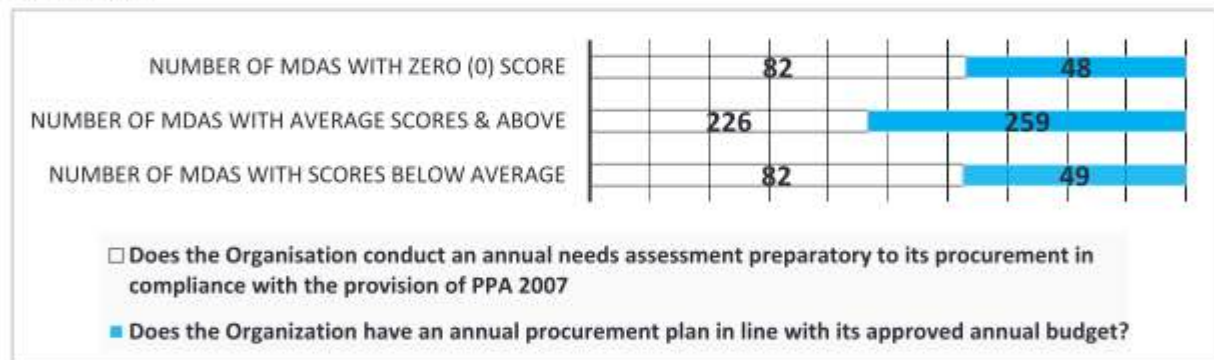 NUMBER OF MDAS WITH ZERO (0) SCORE 82 48
NUMBER OF MDAS WITH AVERAGE SCORES & ABOVE 226 259
NUMBER OF MDAS WITH SCORES BELOW AVERAGE 82 49
Does the Organisation conduct an annual needs assessment preparatory to its procurement in
compliance with the provision of PPA 2007
Does the Organization have an annual procurement plan in line with its approved annual budget?